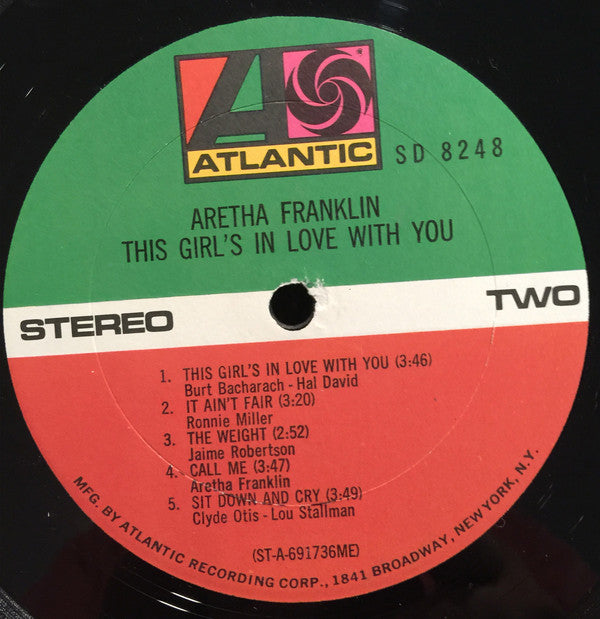 ATLANTIC
SD 8248
ARETHA FRANKLIN
THIS GIRL'S IN LOVE WITH YOU
STEREO
TWO
1. THIS GIRL'S IN LOVE WITH YOU (3:46)
Burt Bacharach - Hal David
2. IT AIN'T FAIR (3:20)
Ronnie Miller
3. THE WEIGHT (2:52)
Jaime Robertson
4. CALL ME (3:47)
Aretha Franklin
5. SIT DOWN AND CRY (3:49)
Clyde Otis - Lou Stallman
(ST-A-691736ME)
MFG. BY ATLANTIC RECORDING CORP., 1841 BROADWAY, NEW YORK, N.Y.